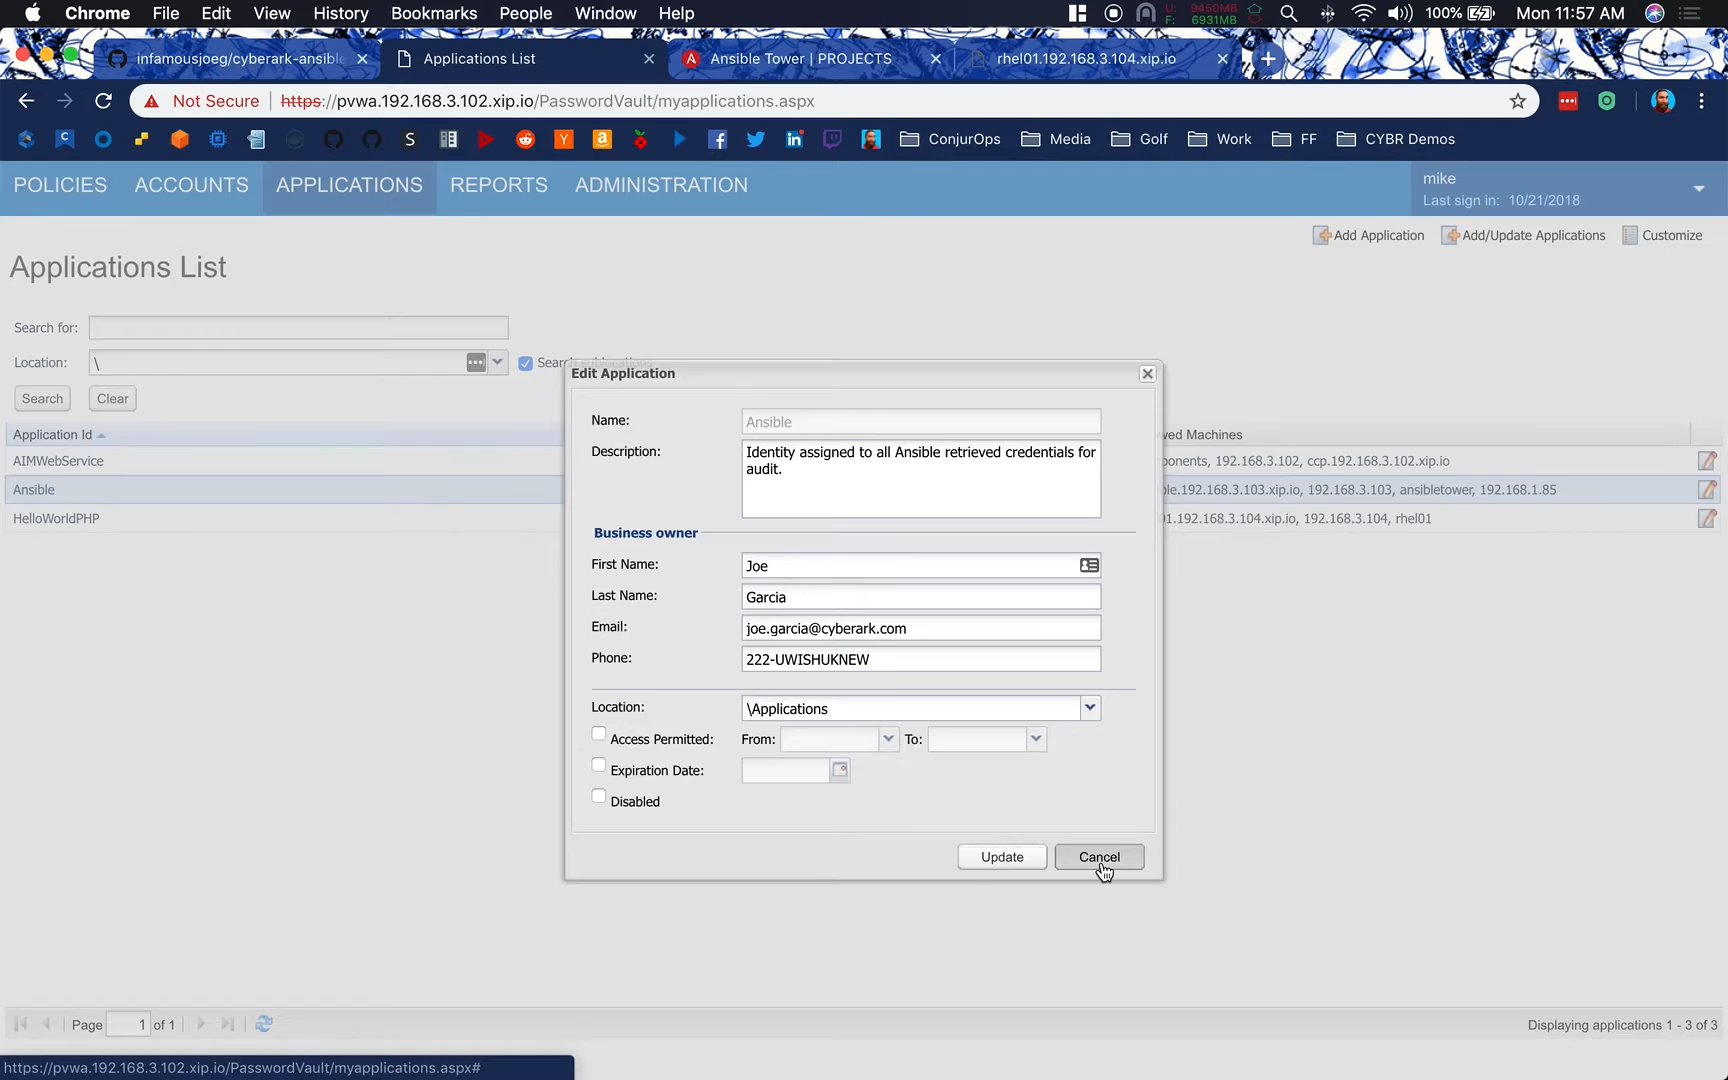 Chrome File Edit View History Bookmarks People Window Help
U: 9450MB
F: 6931MB
100% Mon 11:57 AM
infamousjoeg/cyberark-ansible Applications List Ansible Tower | PROJECTS rhel01.192.168.3.104.xip.io
Not Secure | https://pvwa.192.168.3.102.xip.io/PasswordVault/myapplications.aspx
ConjurOps Media Golf Work FF CYBR Demos
POLICIES ACCOUNTS APPLICATIONS REPORTS ADMINISTRATION
mike
Last sign in: 10/21/2018
Add Application Add/Update Applications Customize
Applications List
Search for:
Location: \ Search sublocations
Search Clear
Edit Application
Name: Ansible
Description: Identity assigned to all Ansible retrieved credentials for
audit.
Business owner
First Name: Joe
Last Name: Garcia
Email: joe.garcia@cyberark.com
Phone: 222-UWISHUKNEW
Location: \Applications
Access Permitted: From: To:
Expiration Date:
Disabled
Update Cancel
Application Id wed Machines
AIMWebService ponents, 192.168.3.102, ccp.192.168.3.102.xip.io
Ansible ble.192.168.3.103.xip.io, 192.168.3.103, ansibletower, 192.168.1.85
HelloWorldPHP 01.192.168.3.104.xip.io, 192.168.3.104, rhel01
Page 1 of 1 Displaying applications 1 - 3 of 3
https://pvwa.192.168.3.102.xip.io/PasswordVault/myapplications.aspx#